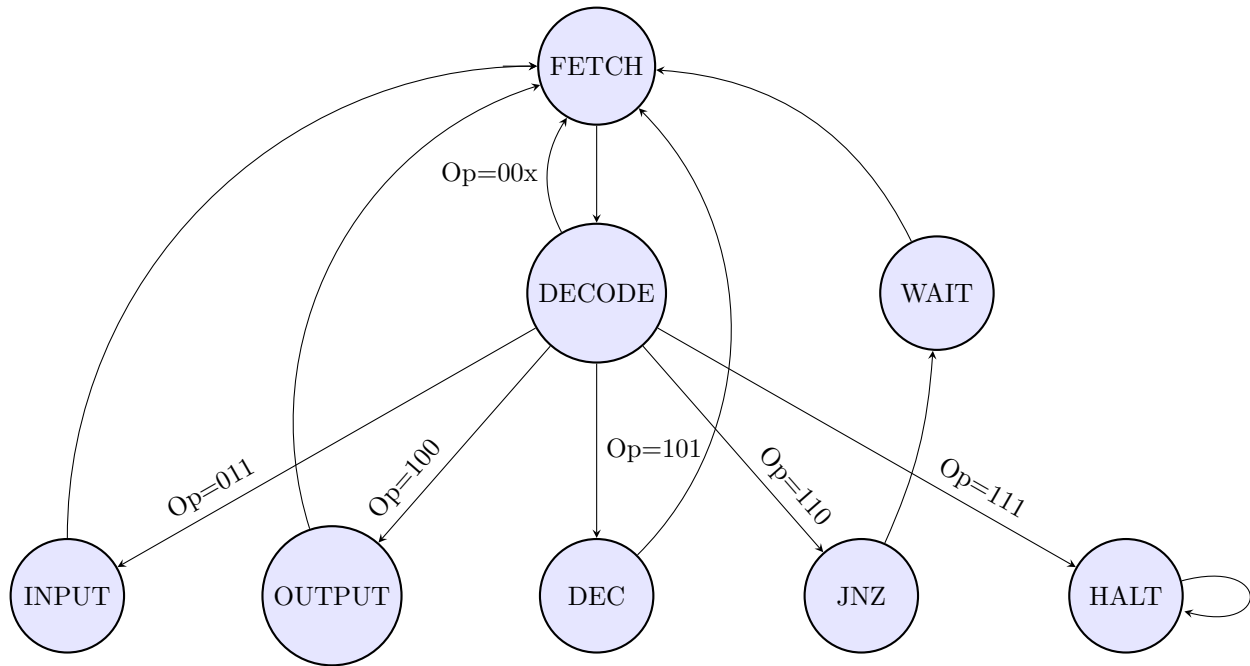 FETCH
Op=00x
DECODE
WAIT
Op=011
Op=100
Op=101
Op=110
Op=111
INPUT
OUTPUT
DEC
JNZ
HALT